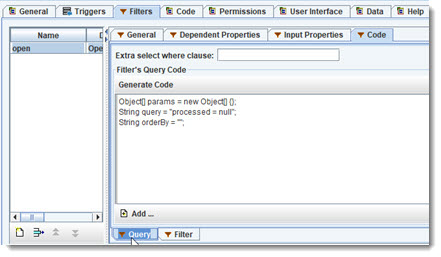 General Triggers Filters Code Permissions User Interface Data Help
Name D
General Dependent Properties Input Properties Code
open Ope
Extra select where clause:
Fitler's Query Code
Generate Code
Object[] params = new Object[] {};
String query = "processed = null";
String orderBy = "";
Add ...
Query Filter